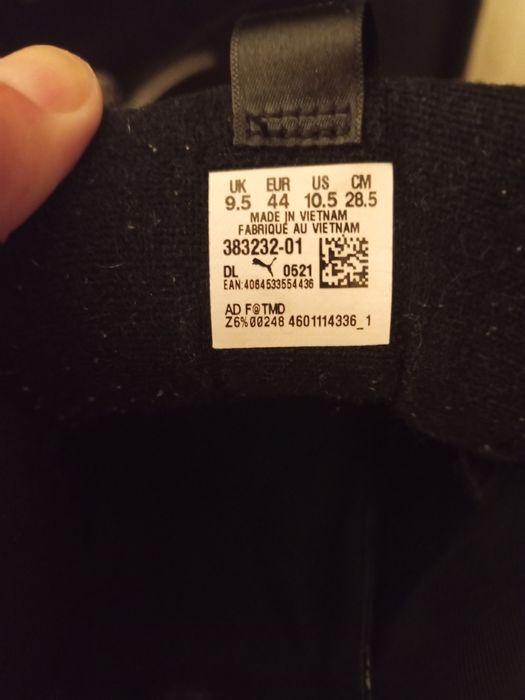 UK EUR US CM
9.5 44 10.5 28.5
MADE IN VIETNAM
FABRIQUÉ AU VIETNAM
383232-01
DL 0521
EAN:4064533554436
AD F@TMD
Z6%00248 4601114336_1